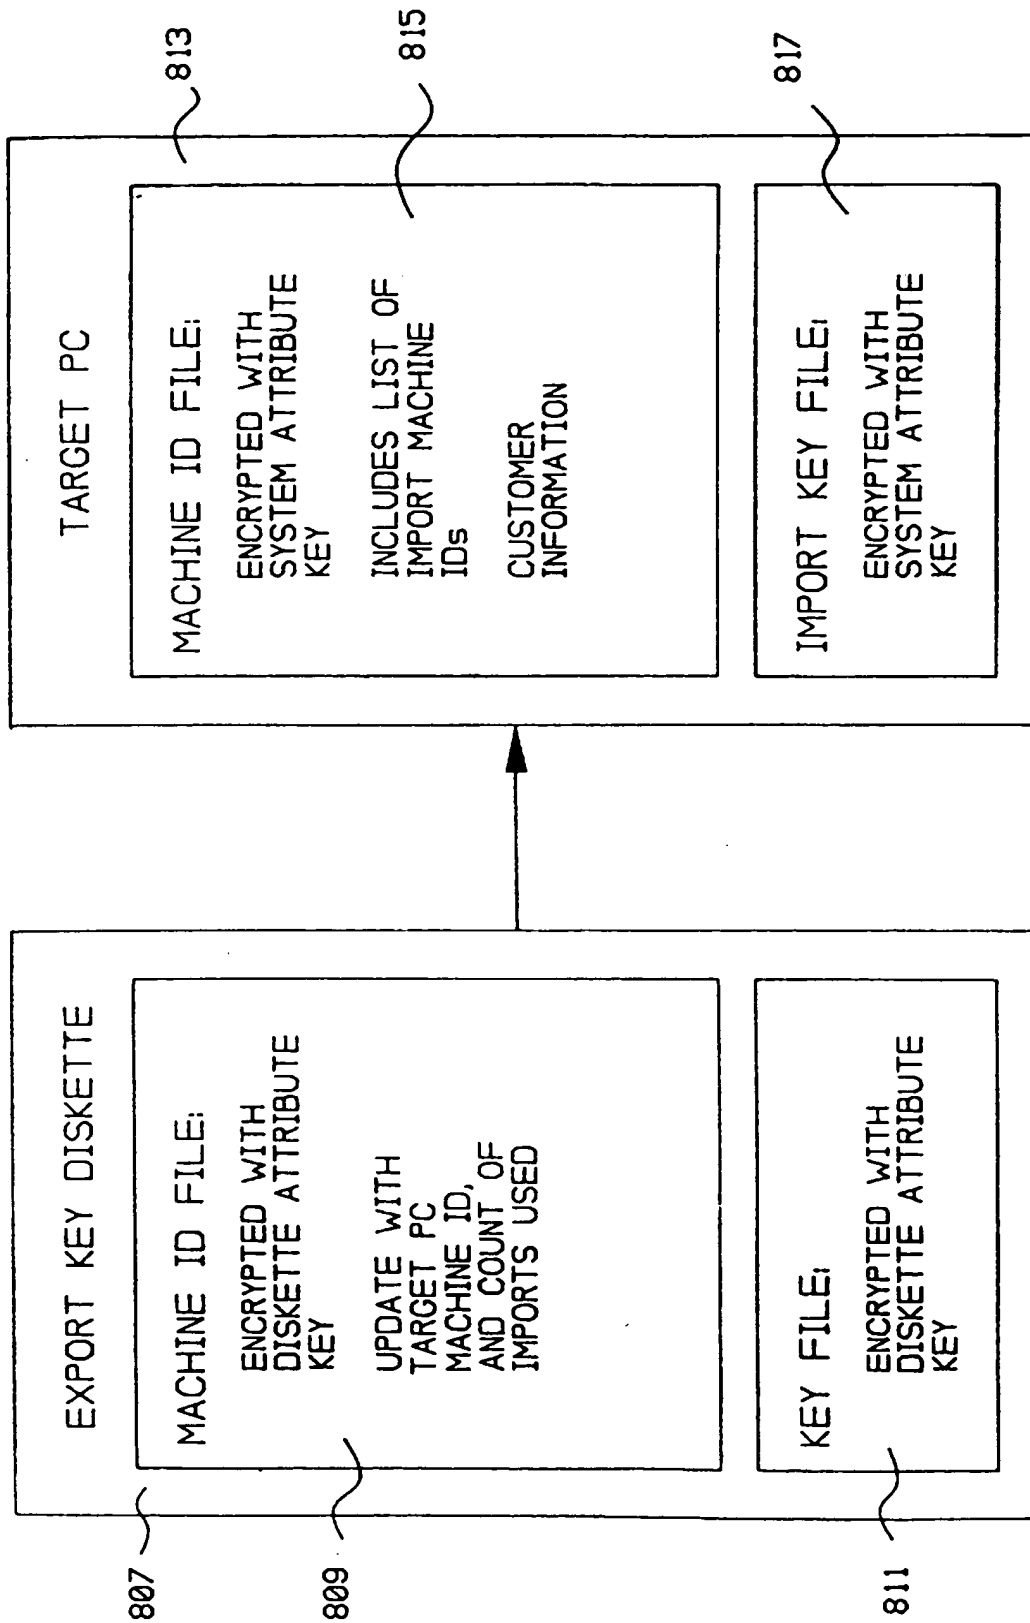 EXPORT KEY DISKETTE
MACHINE ID FILE:
ENCRYPTED WITH
DISKETTE ATTRIBUTE
KEY
UPDATE WITH
TARGET PC
MACHINE ID,
AND COUNT OF
IMPORTS USED
KEY FILE:
ENCRYPTED WITH
DISKETTE ATTRIBUTE
KEY
807
809
811
TARGET PC
MACHINE ID FILE:
ENCRYPTED WITH
SYSTEM ATTRIBUTE
KEY
INCLUDES LIST OF
IMPORT MACHINE
IDs
CUSTOMER
INFORMATION
IMPORT KEY FILE:
ENCRYPTED WITH
SYSTEM ATTRIBUTE
KEY
813
815
817